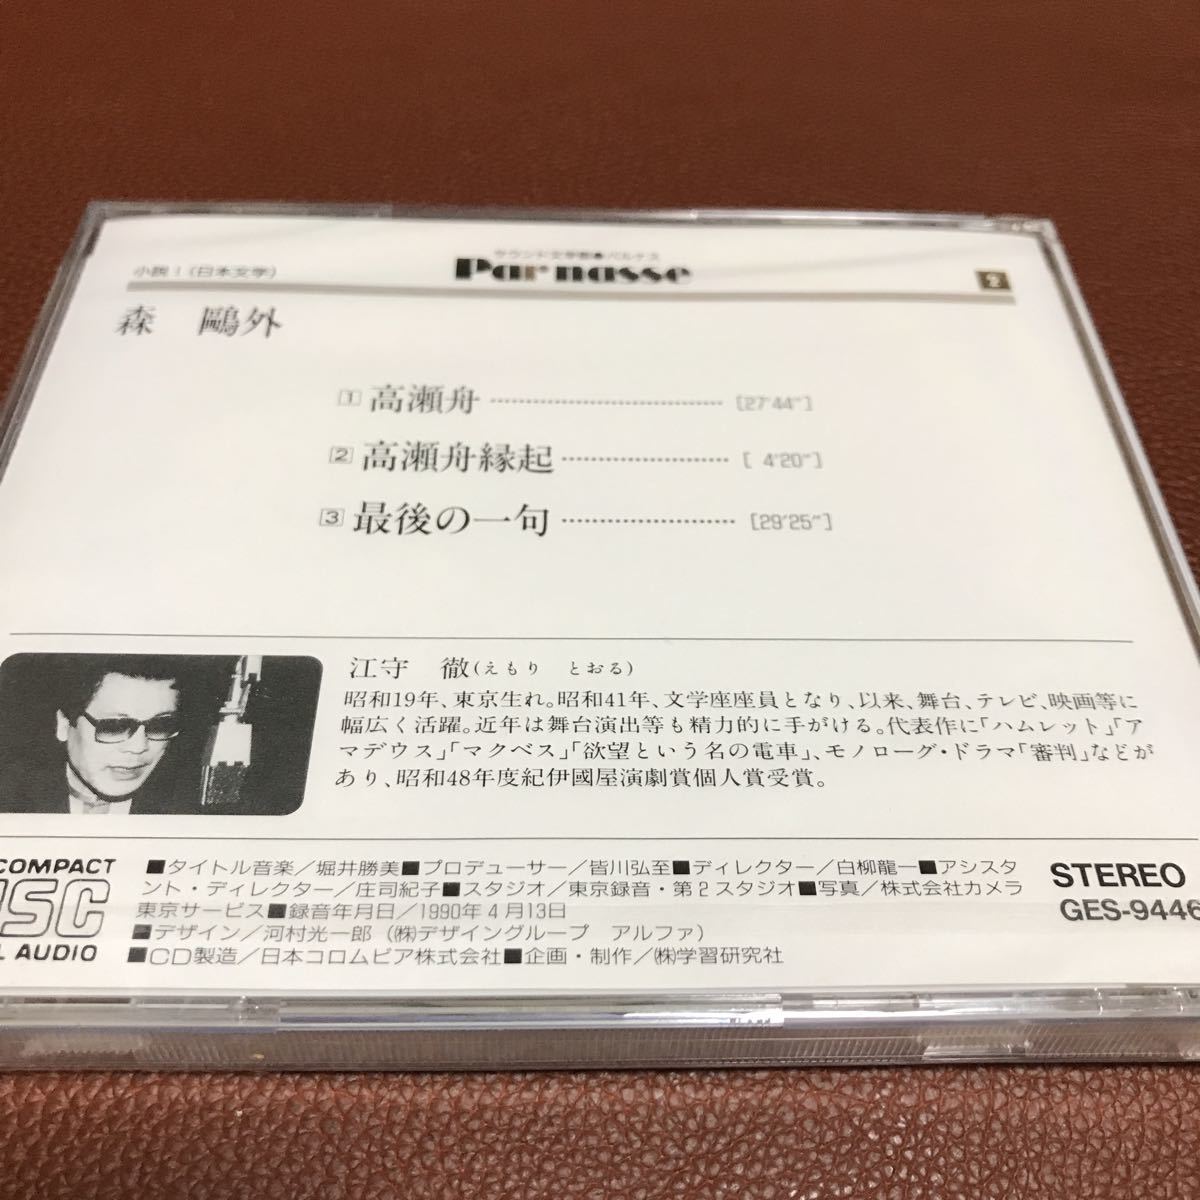 サウンド文学館●パルナス
小説Ⅰ(日本文学)
Parnasse
2
森 鷗外
1 高瀬舟 [27'44"]
2 高瀬舟縁起 [ 4'20"]
3 最後の一句 [29'25"]
江守 徹(えもり とおる)
昭和19年、東京生れ。昭和41年、文学座座員となり、以来、舞台、テレビ、映画等に
幅広く活躍。近年は舞台演出等も精力的に手がける。代表作に「ハムレット」「ア
マデウス」「マクベス」「欲望という名の電車」、モノローグ・ドラマ「審判」などが
あり、昭和48年度紀伊國屋演劇賞個人賞受賞。
COMPACT
ISC
L AUDIO
■タイトル音楽/堀井勝美■プロデューサー/皆川弘至■ディレクター/白柳龍一■アシスタ
ント・ディレクター/庄司紀子■スタジオ/東京録音・第2スタジオ■写真/株式会社カメラ
東京サービス■録音年月日/1990年4月13日
■デザイン/河村光一郎(㈱デザイングループ アルファ)
■CD製造/日本コロムビア株式会社■企画・制作/㈱学習研究社
STEREO
GES-9446